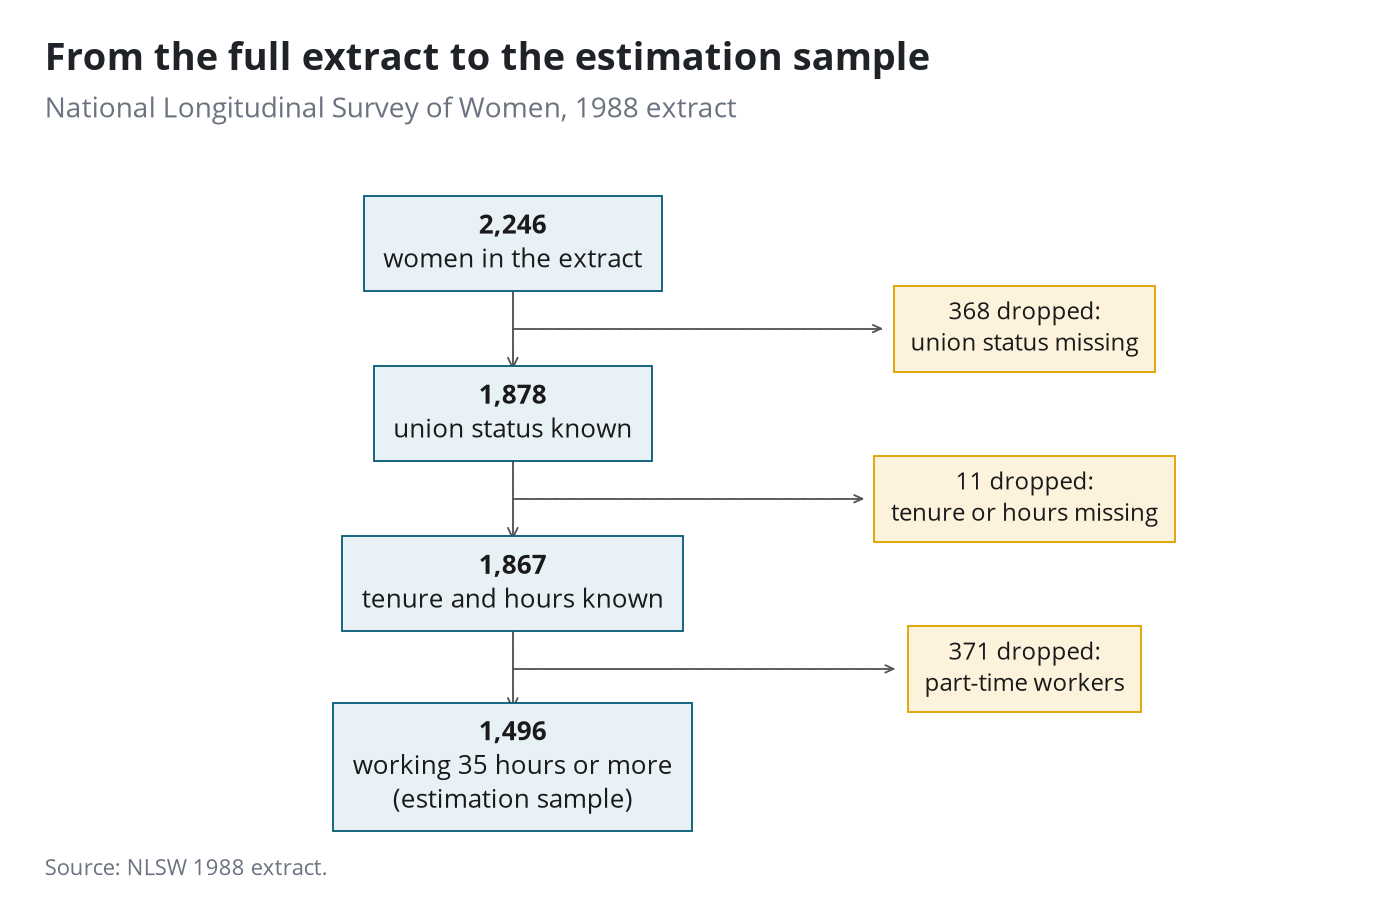 From the full extract to the estimation sample
National Longitudinal Survey of Women, 1988 extract
2,246
women in the extract
368 dropped:
union status missing
1,878
union status known
11 dropped:
tenure or hours missing
1,867
tenure and hours known
371 dropped:
part-time workers
1,496
working 35 hours or more
(estimation sample)
Source: NLSW 1988 extract.